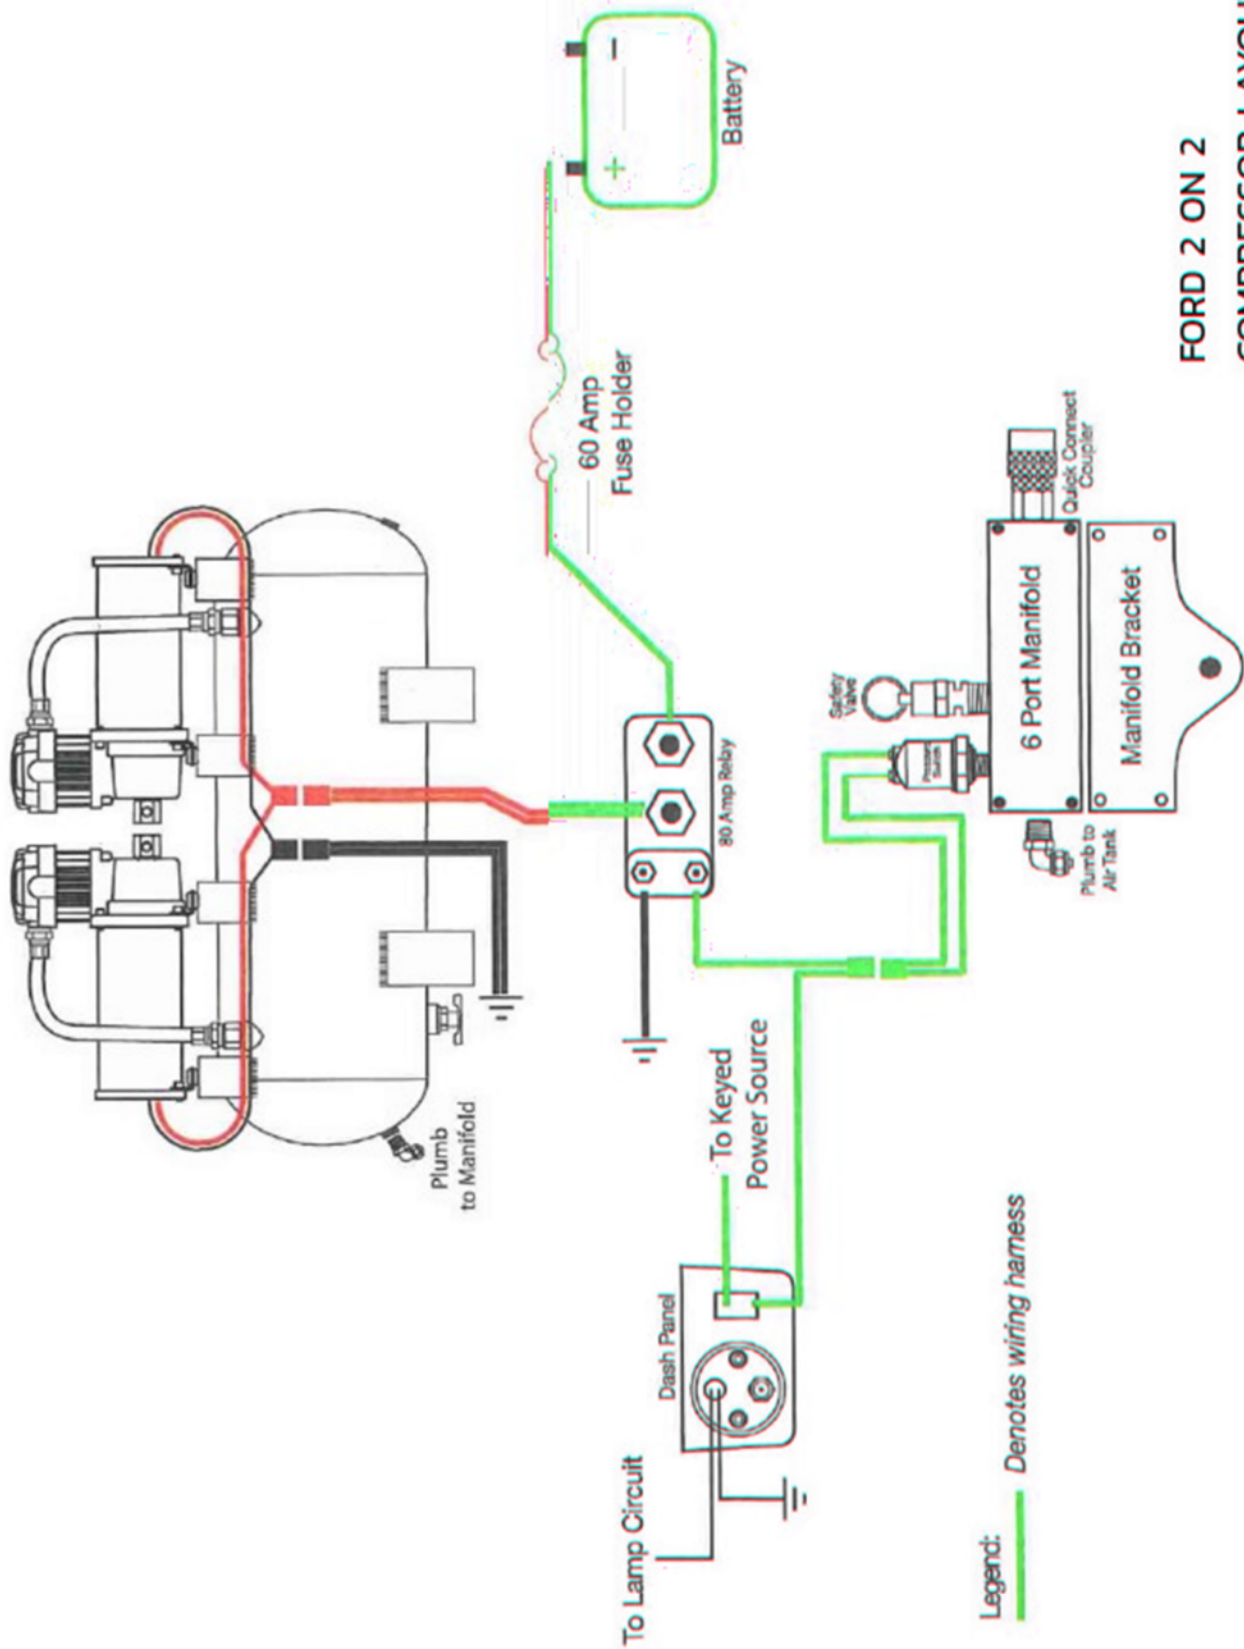 Plumb
to Manifold
60 Amp
Fuse Holder
+
−
Battery
80 Amp Relay
To Lamp Circuit
Dash Panel
To Keyed
Power Source
Safety
Valve
Pressure
Switch
6 Port Manifold
Manifold Bracket
Quick Connect
Coupler
Plumb to
Air Tank
Legend:
Denotes wiring harness
FORD 2 ON 2